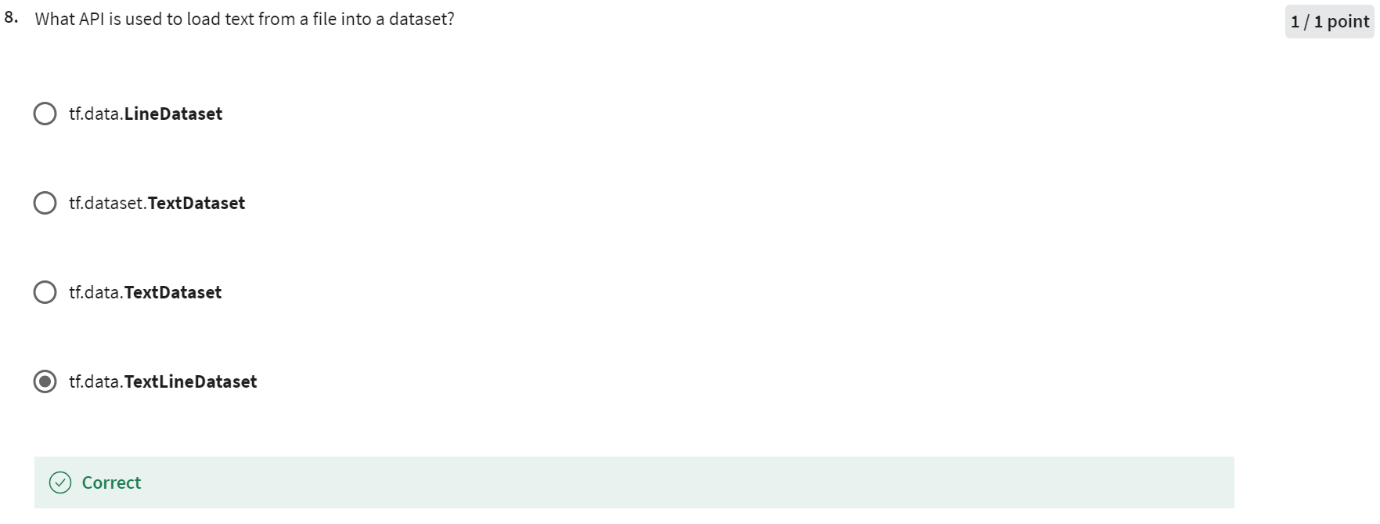 8. What API is used to load text from a file into a dataset?
1 / 1 point
tf.data.LineDataset
tf.dataset.TextDataset
tf.data.TextDataset
tf.data.TextLineDataset
Correct